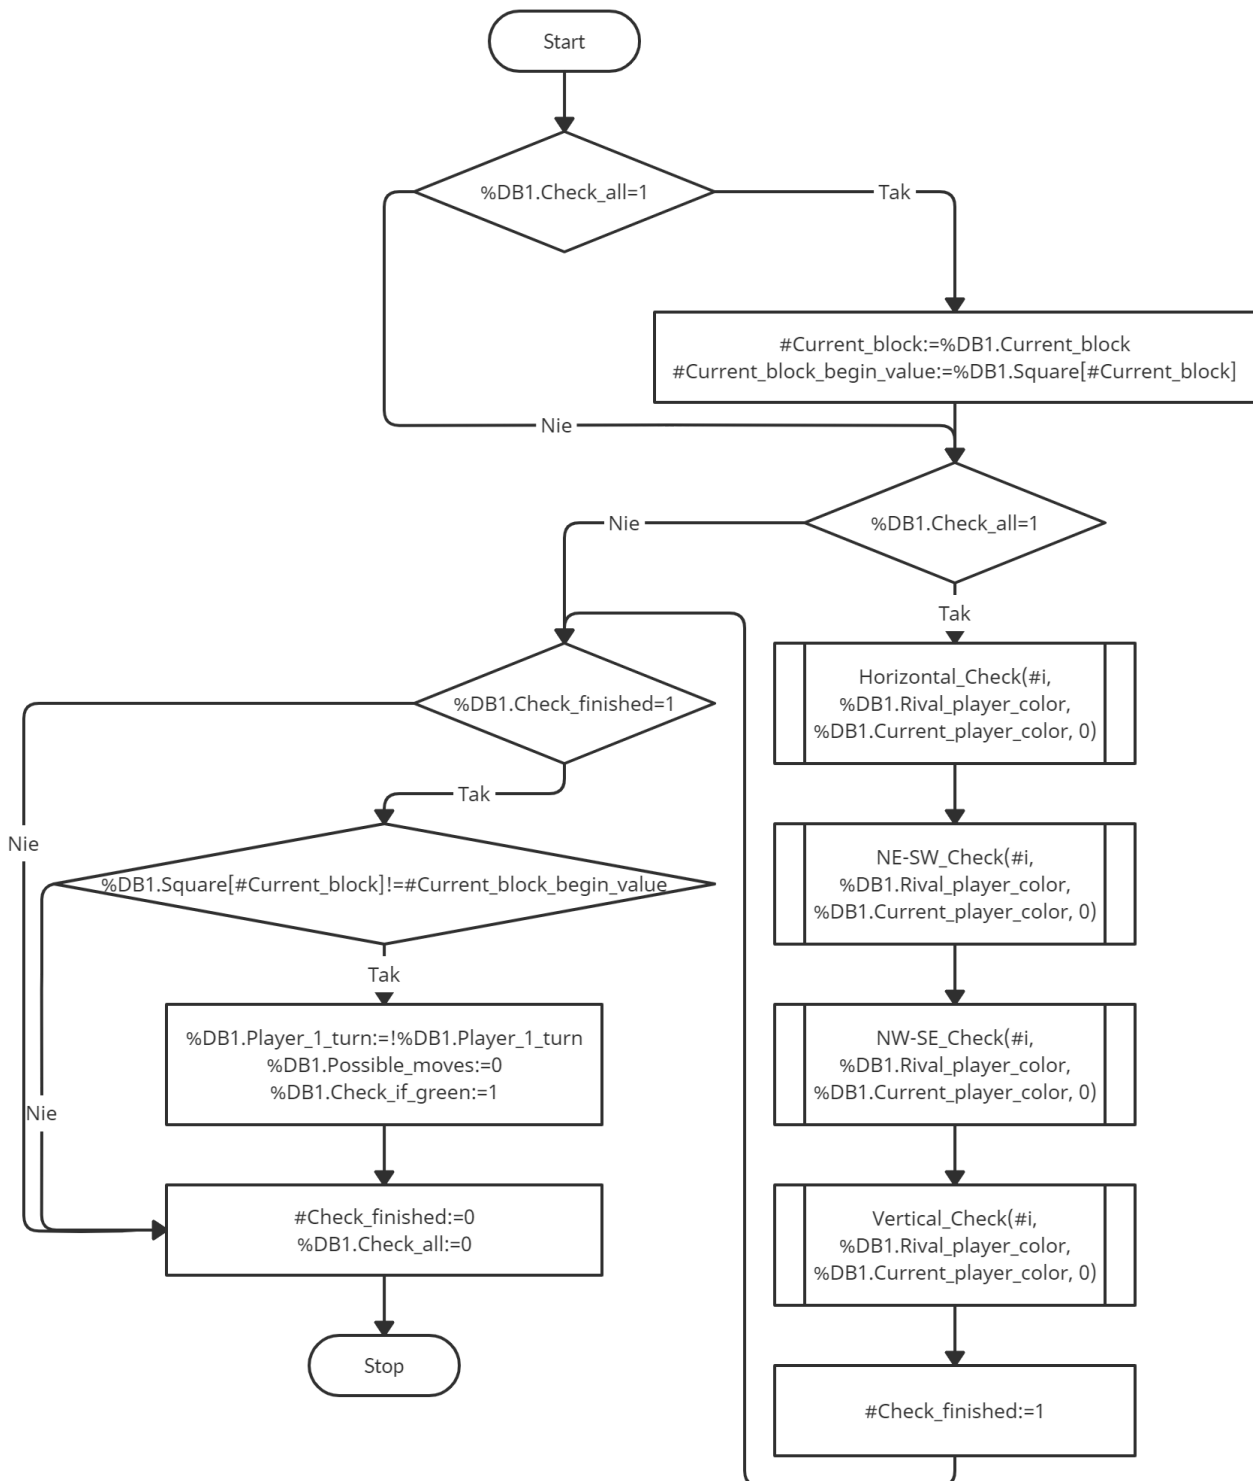 Start
%DB1.Check_all=1
Tak
#Current_block:=%DB1.Current_block
#Current_block_begin_value:=%DB1.Square[#Current_block]
Nie
%DB1.Check_all=1
Nie
Tak
Horizontal_Check(#i,
%DB1.Rival_player_color,
%DB1.Current_player_color, 0)
%DB1.Check_finished=1
Tak
Nie
NE-SW_Check(#i,
%DB1.Rival_player_color,
%DB1.Current_player_color, 0)
%DB1.Square[#Current_block]!=#Current_block_begin_value
Tak
NW-SE_Check(#i,
%DB1.Rival_player_color,
%DB1.Current_player_color, 0)
%DB1.Player_1_turn:=!%DB1.Player_1_turn
%DB1.Possible_moves:=0
%DB1.Check_if_green:=1
Nie
Vertical_Check(#i,
%DB1.Rival_player_color,
%DB1.Current_player_color, 0)
#Check_finished:=0
%DB1.Check_all:=0
Stop
#Check_finished:=1